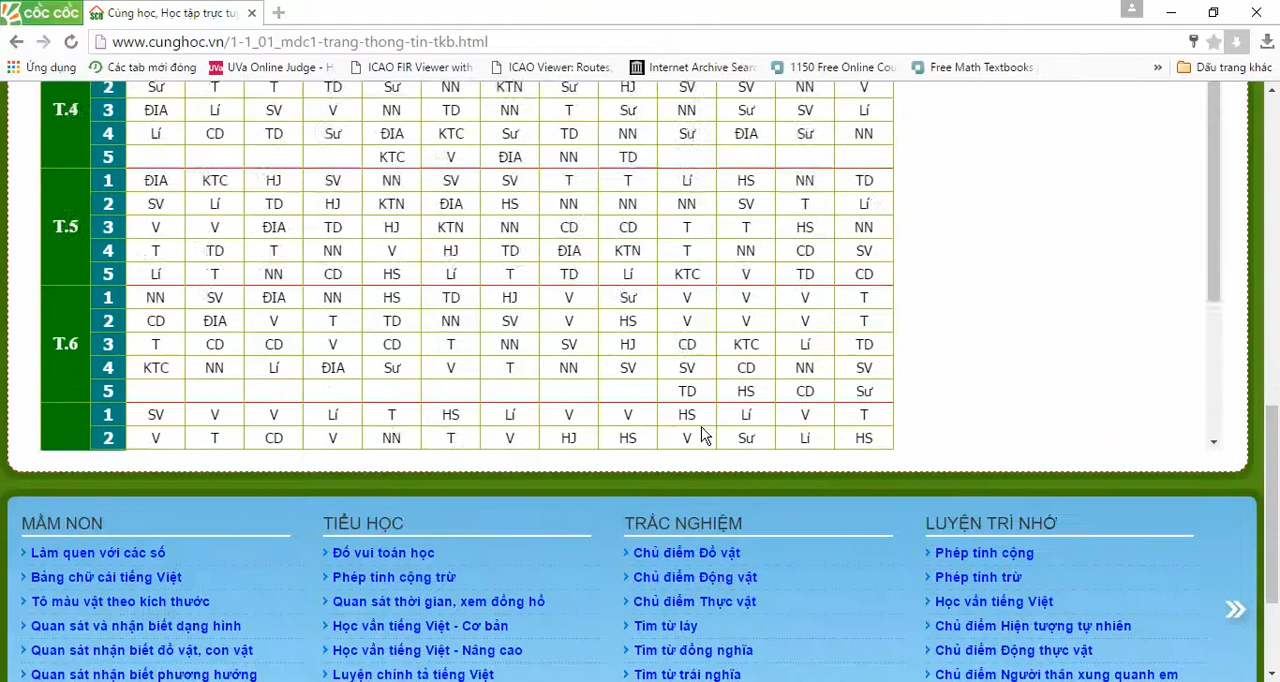 CỐC CỐC Cùng học, Học tập trực tu
www.cunghoc.vn/1-1_01_mdc1-trang-thong-tin-tkb.html
Ứng dụng Các tab mới đóng UVa UVa Online Judge - H ICAO FIR Viewer with ICAO Viewer: Routes, Internet Archive Sear 1150 Free Online Cou Free Math Textbooks » Dấu trang khác
2 Sư T T TD Sư NN KTN Sư HJ SV SV NN V
T.4 3 ĐIA Lí SV V NN TD NN T Sư NN Sư SV Lí
4 Lí CD TD Sư ĐIA KTC Sư TD NN Sư ĐIA Sư NN
5 KTC V ĐIA NN TD
1 ĐIA KTC HJ SV NN SV SV T T Lí HS NN TD
2 SV Lí TD HJ KTN ĐIA HS NN NN NN SV T Lí
T.5 3 V V ĐIA TD HJ KTN NN CD CD T T HS NN
4 T TD T NN V HJ TD ĐIA KTN T NN CD SV
5 Lí T NN CD HS Lí T TD Lí KTC V TD CD
1 NN SV ĐIA NN HS TD HJ V Sư V V V T
2 CD ĐIA V T TD NN SV V HS V V V T
T.6 3 T CD CD V CD T NN SV HJ CD KTC Lí TD
4 KTC NN Lí ĐIA Sư V T NN SV SV CD NN SV
5 TD HS CD Sư
1 SV V V Lí T HS Lí V V HS Lí V T
2 V T CD V NN T V HJ HS V Sư Lí HS
MẦM NON TIỂU HỌC TRẮC NGHIỆM LUYỆN TRÍ NHỚ
Làm quen với các số Đố vui toán học Chủ điểm Đồ vật Phép tính cộng
Bảng chữ cái tiếng Việt Phép tính cộng trừ Chủ điểm Động vật Phép tính trừ
Tô màu vật theo kích thước Quan sát thời gian, xem đồng hồ Chủ điểm Thực vật Học vần tiếng Việt
Quan sát và nhận biết dạng hình Học vần tiếng Việt - Cơ bản Tìm từ láy Chủ điểm Hiện tượng tự nhiên
Quan sát nhận biết đồ vật, con vật Học vần tiếng Việt - Nâng cao Tìm từ đồng nghĩa Chủ điểm Động thực vật
Quan sát nhận biết phương hướng Luyện chính tả tiếng Việt Tìm từ trái nghĩa Chủ điểm Người thân xung quanh em